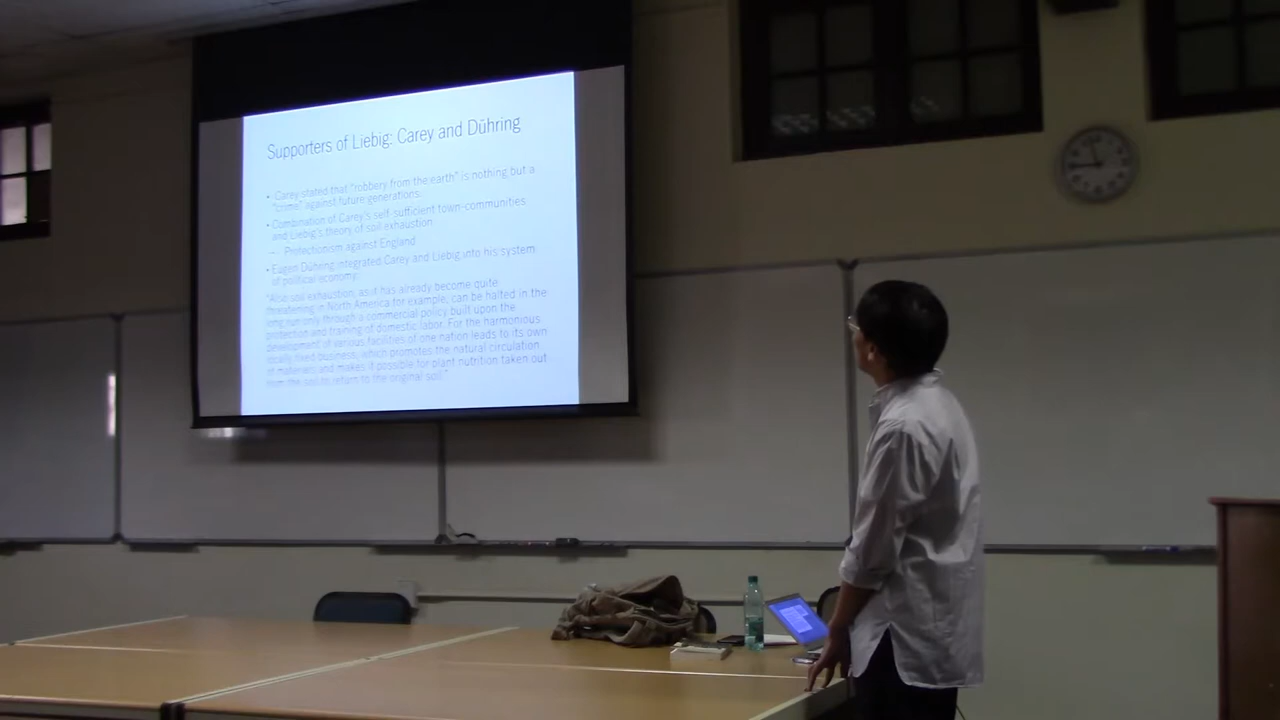 Supporters of Liebig: Carey and Dühring
• Carey stated that "robbery from the earth" is nothing but a
"crime" against future generations.
• Combination of Carey's self-sufficient town-communities
and Liebig's theory of soil exhaustion
— Protectionism against England
• Eugen Dühring integrated Carey and Liebig into his system
of political economy:
"Also soil exhaustion, as it has already become quite
threatening in North America for example, can be halted in the
long run only through a commercial policy built upon the
protection and training of domestic labor. For the harmonious
development of various facilities of one nation leads to its own
locally fixed business, which promotes the natural circulation
of materials and makes it possible for plant nutrition taken out
from the soil to return to the original soil."